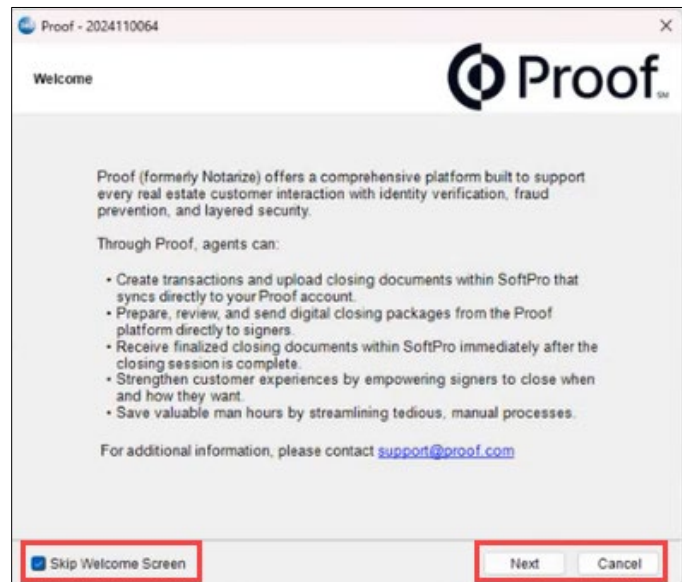 Proof - 2024110064
Welcome
Proof
SM
Proof (formerly Notarize) offers a comprehensive platform built to support
every real estate customer interaction with identity verification, fraud
prevention, and layered security.
Through Proof, agents can:
• Create transactions and upload closing documents within SoftPro that
syncs directly to your Proof account.
• Prepare, review, and send digital closing packages from the Proof
platform directly to signers.
• Receive finalized closing documents within SoftPro immediately after the
closing session is complete.
• Strengthen customer experiences by empowering signers to close when
and how they want.
• Save valuable man hours by streamlining tedious, manual processes.
For additional information, please contact support@proof.com
Skip Welcome Screen
Next
Cancel